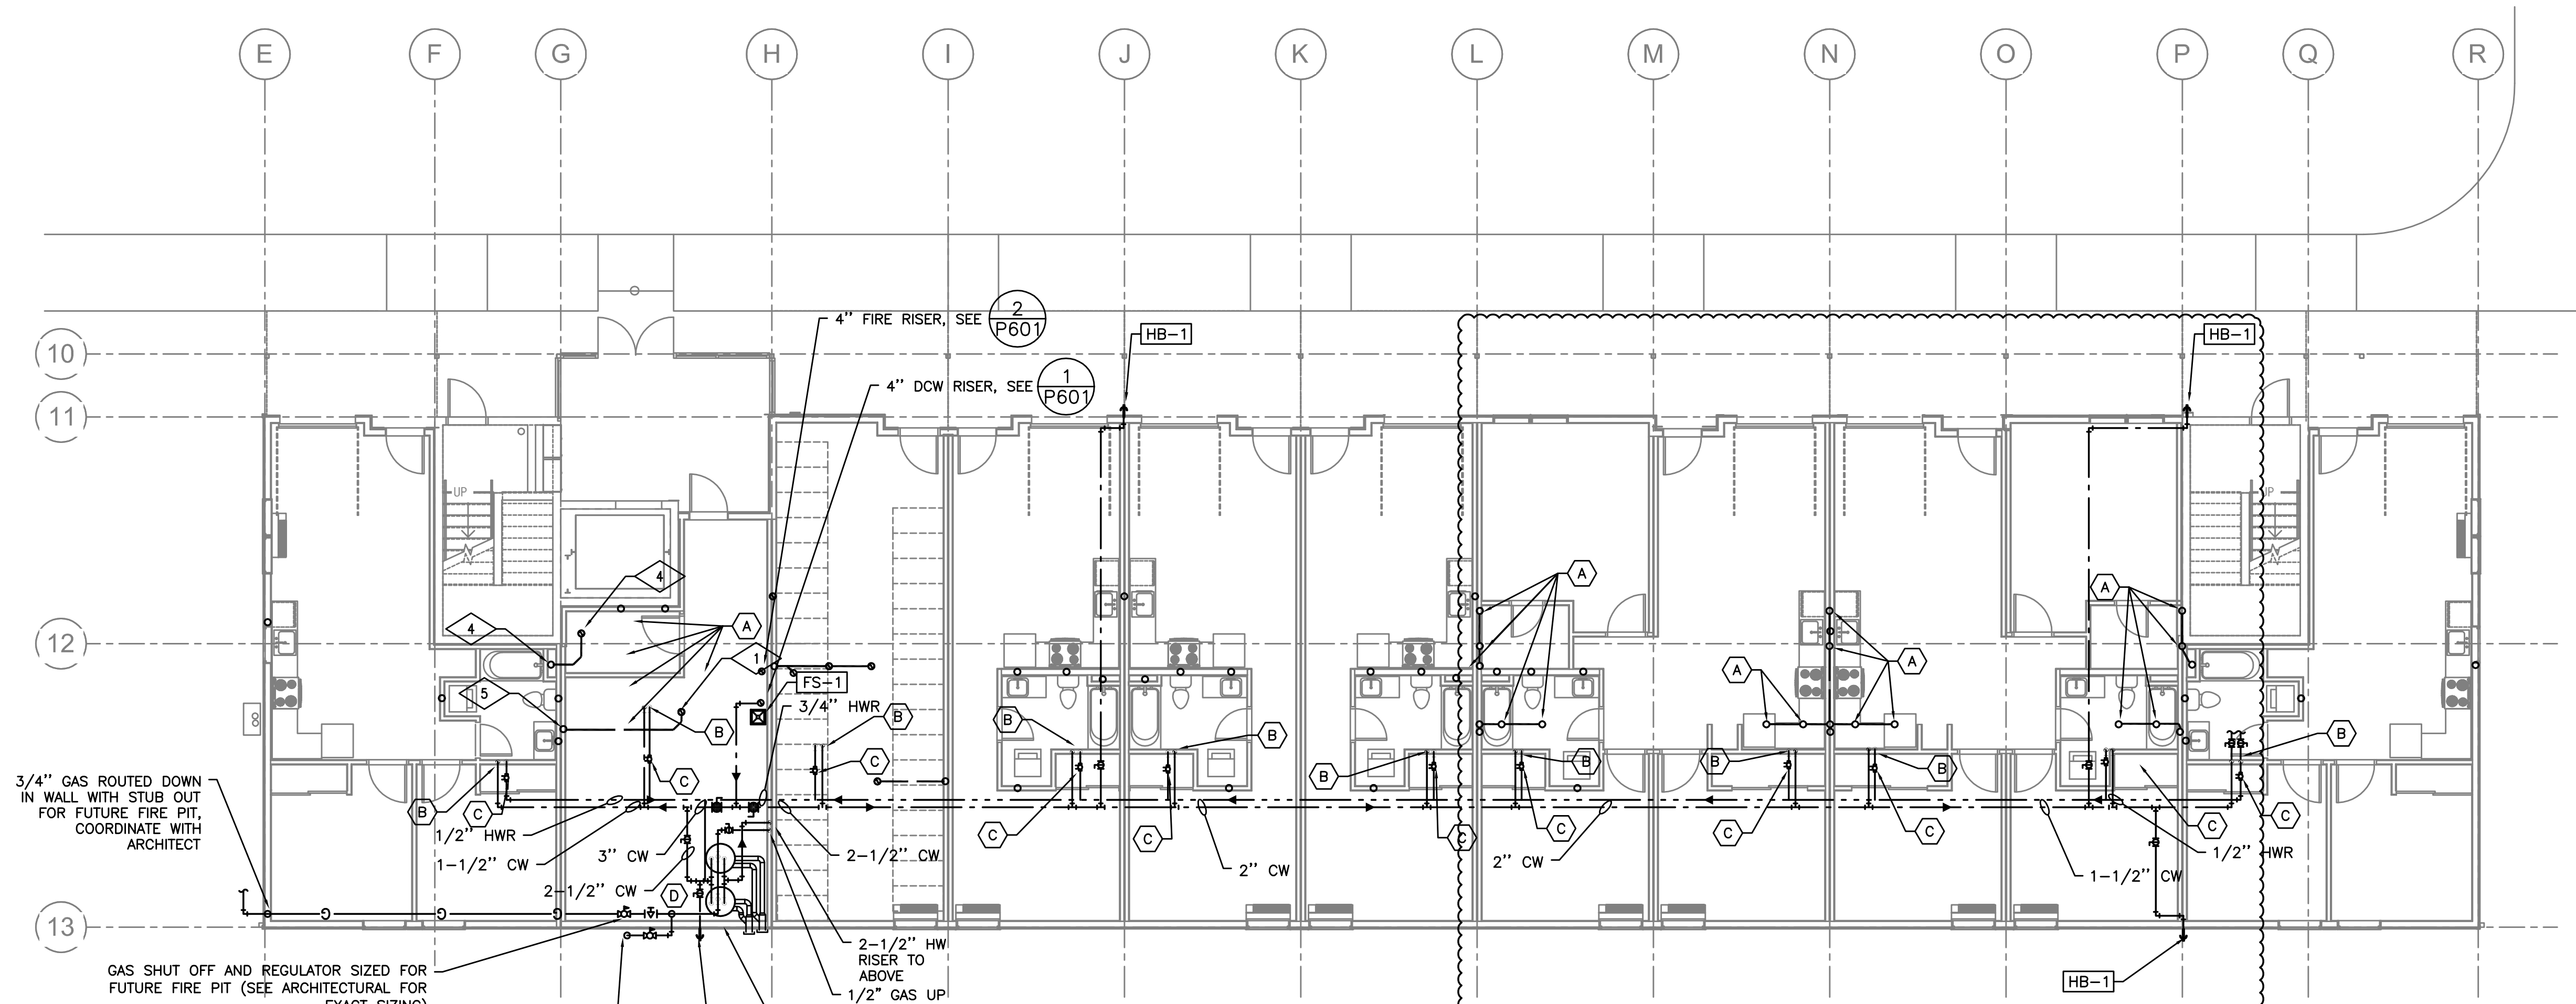 E F G H I J K L M N O P Q R
10
11
12
13
4'' FIRE RISER, SEE
2
P601
4'' DCW RISER, SEE
1
P601
HB-1
HB-1
UP
UP
4
4
5
1
A
A
A
A
A
A
FS-1
3/4'' HWR
B
B
B
B
B
B
B
B
B
B
C
C
C
C
C
C
C
C
C
C
D
3/4'' GAS ROUTED DOWN
IN WALL WITH STUB OUT
FOR FUTURE FIRE PIT,
COORDINATE WITH
ARCHITECT
1/2'' HWR
1-1/2'' CW
3'' CW
2-1/2'' CW
2-1/2'' CW
2'' CW
2'' CW
1-1/2'' CW
1/2'' HWR
G G G
2-1/2'' HW
RISER TO
ABOVE
1/2'' GAS UP
GAS SHUT OFF AND REGULATOR SIZED FOR
FUTURE FIRE PIT (SEE ARCHITECTURAL FOR
EXACT SIZING)
HB-1